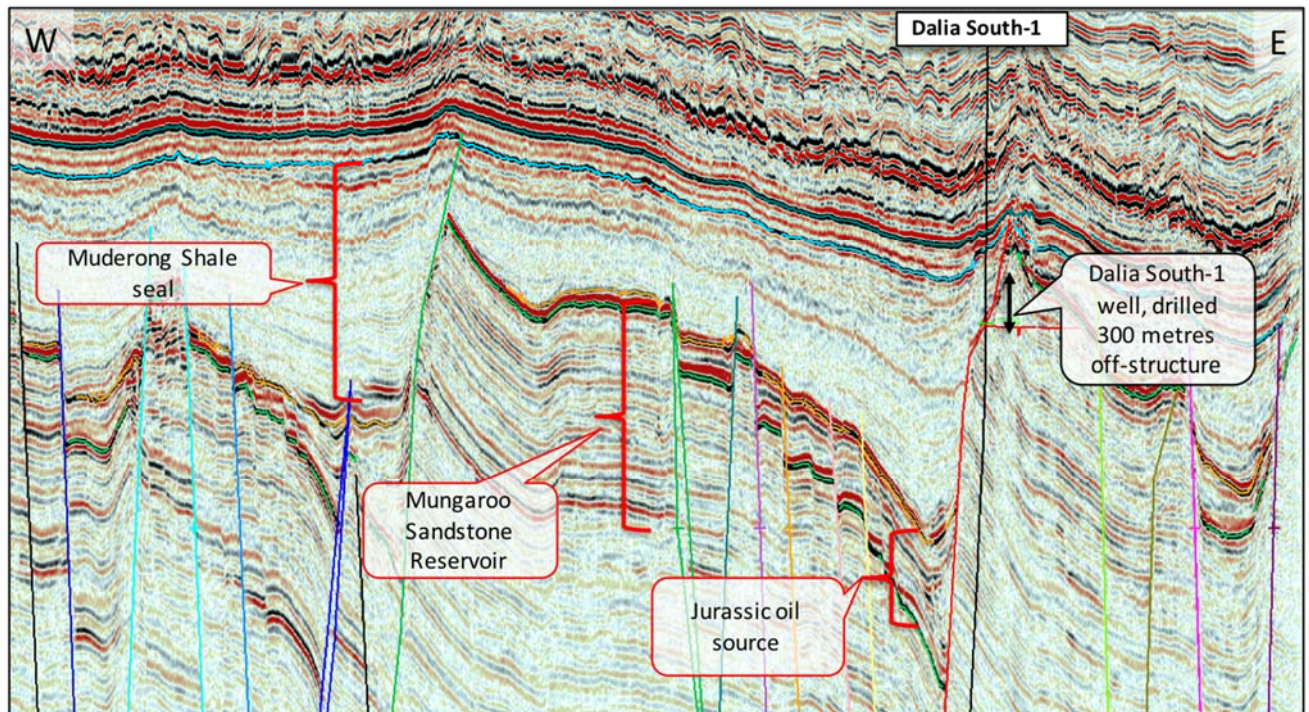 W
Dalia South-1
E
Muderong Shale
seal
Dalia South-1
well, drilled
300 metres
off-structure
Mungaroo
Sandstone
Reservoir
Jurassic oil
source